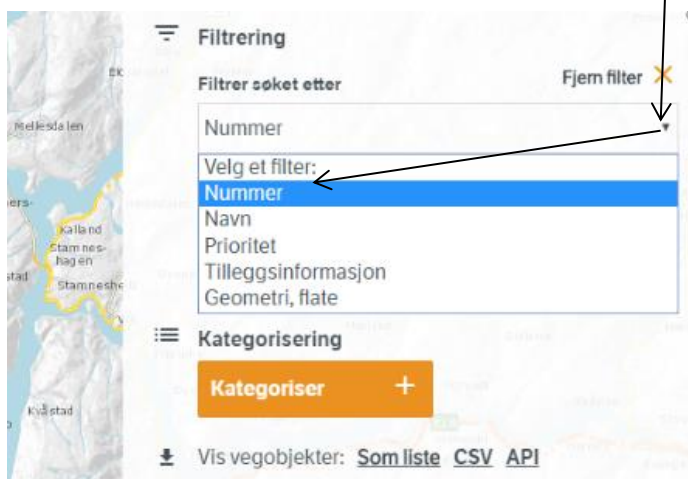 Filtrering
Filtrer søket etter
Fjern filter
Nummer
Velg et filter:
Nummer
Navn
Prioritet
Tilleggsinformasjon
Geometri, flate
Kategorisering
Kategoriser +
Vis vegobjekter: Som liste CSV API
Mellesdalen
Kalland
Stamnes-
hagen
stad
Stamneshe
Kvåstad